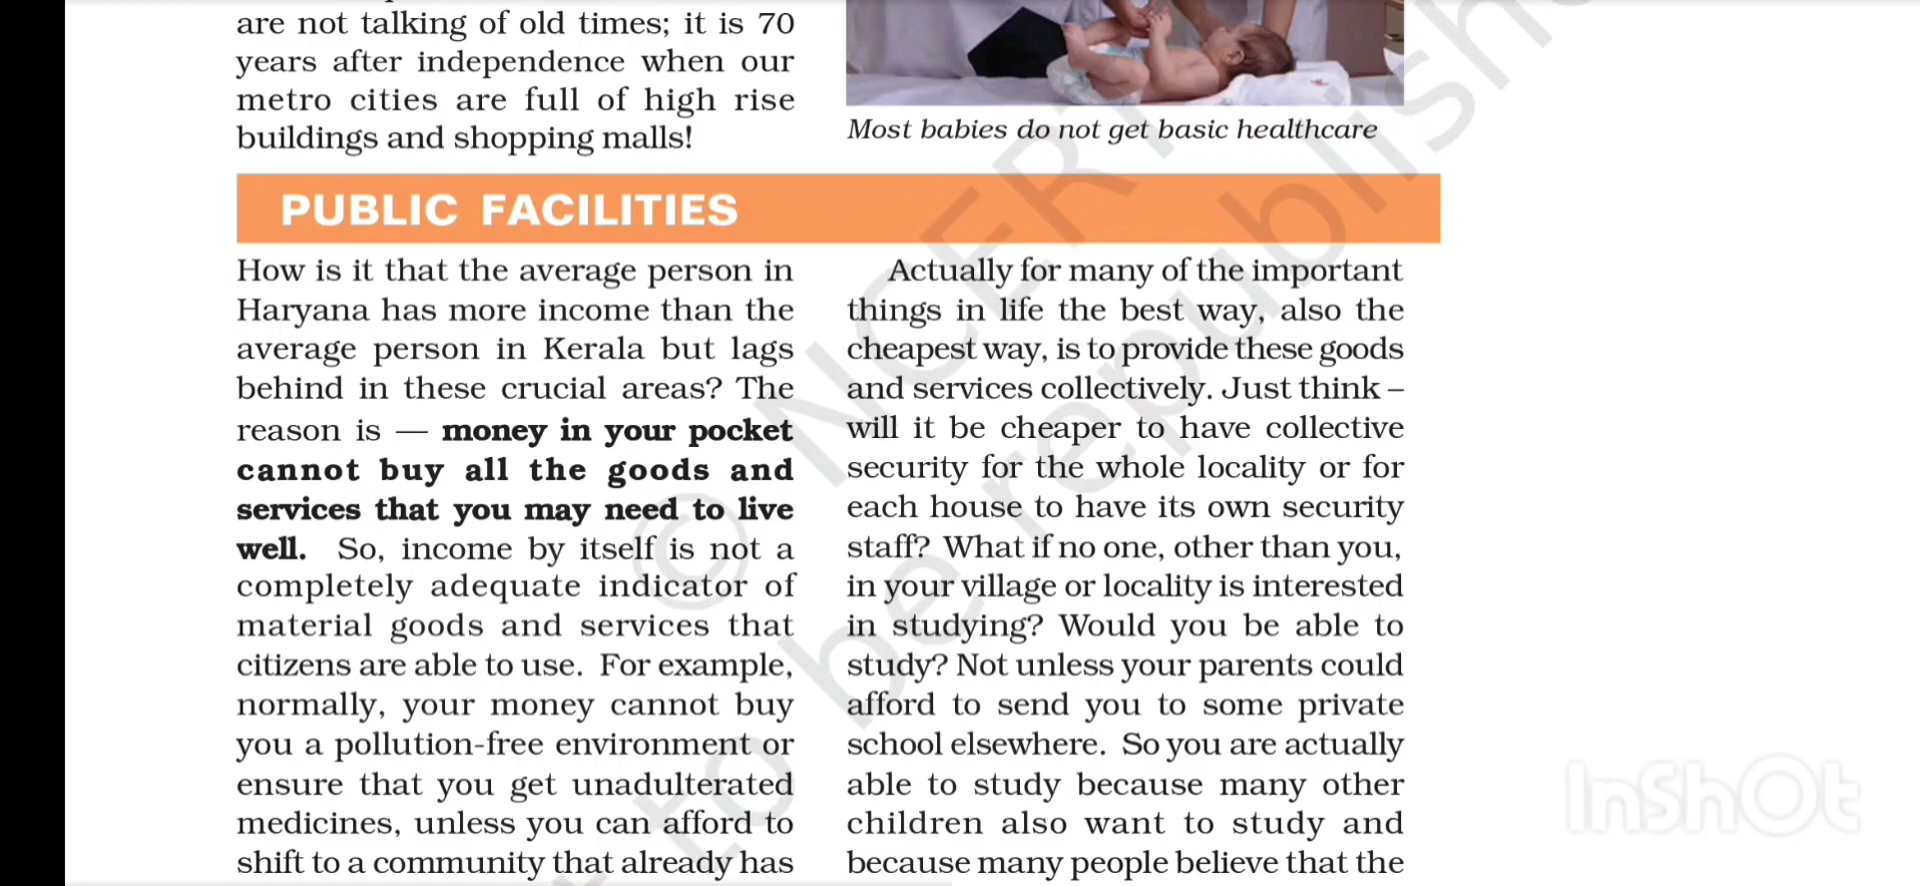 are not talking of old times; it is 70
years after independence when our
metro cities are full of high rise
buildings and shopping malls!
Most babies do not get basic healthcare
PUBLIC FACILITIES
How is it that the average person in
Haryana has more income than the
average person in Kerala but lags
behind in these crucial areas? The
reason is — money in your pocket
cannot buy all the goods and
services that you may need to live
well. So, income by itself is not a
completely adequate indicator of
material goods and services that
citizens are able to use. For example,
normally, your money cannot buy
you a pollution-free environment or
ensure that you get unadulterated
medicines, unless you can afford to
shift to a community that already has
Actually for many of the important
things in life the best way, also the
cheapest way, is to provide these goods
and services collectively. Just think –
will it be cheaper to have collective
security for the whole locality or for
each house to have its own security
staff? What if no one, other than you,
in your village or locality is interested
in studying? Would you be able to
study? Not unless your parents could
afford to send you to some private
school elsewhere. So you are actually
able to study because many other
children also want to study and
because many people believe that the
© NCERT
to be republish
InShOt